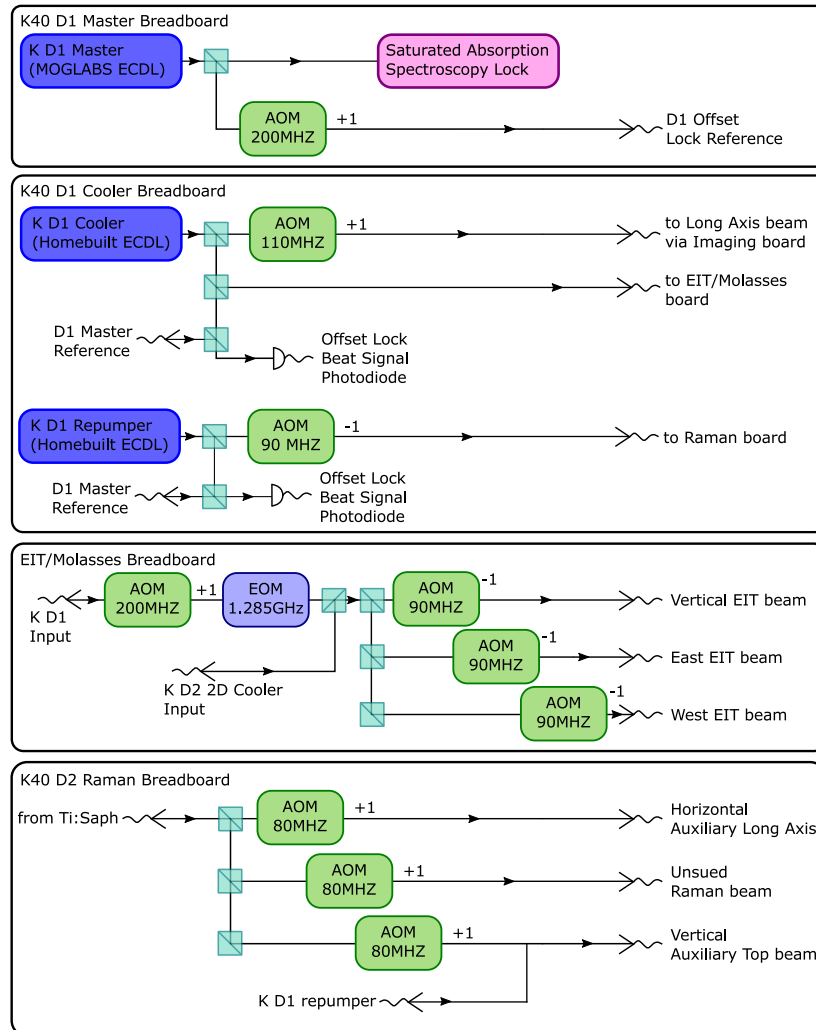 K40 D1 Master Breadboard
K D1 Master
(MOGLABS ECDL)
Saturated Absorption
Spectroscopy Lock
AOM
200MHZ
+1
D1 Offset
Lock Reference
K40 D1 Cooler Breadboard
K D1 Cooler
(Homebuilt ECDL)
AOM
110MHZ
+1
to Long Axis beam
via Imaging board
to EIT/Molasses
board
D1 Master
Reference
Offset Lock
Beat Signal
Photodiode
K D1 Repumper
(Homebuilt ECDL)
AOM
90 MHZ
-1
to Raman board
D1 Master
Reference
Offset Lock
Beat Signal
Photodiode
EIT/Molasses Breadboard
K D1
Input
AOM
200MHZ
+1
EOM
1.285GHz
AOM
90MHZ
-1
Vertical EIT beam
K D2 2D Cooler
Input
AOM
90MHZ
-1
East EIT beam
AOM
90MHZ
-1
West EIT beam
K40 D2 Raman Breadboard
from Ti:Saph
AOM
80MHZ
+1
Horizontal
Auxiliary Long Axis
AOM
80MHZ
+1
Unsued
Raman beam
AOM
80MHZ
+1
Vertical
Auxiliary Top beam
K D1 repumper